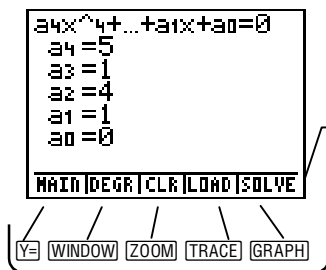 a4x^4+...+a1x+a0=0
a4=5
a3=1
a2=4
a1=1
a0=0
MAIN|DEGR|CLR|LOAD|SOLVE
Y= WINDOW ZOOM TRACE GRAPH